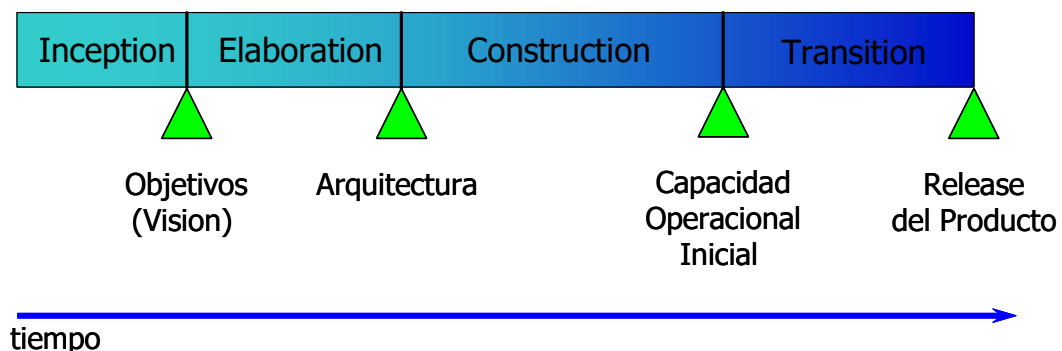 Inception Elaboration Construction Transition
Objetivos Arquitectura Capacidad Release
(Vision) Operacional del Producto
Inicial
tiempo